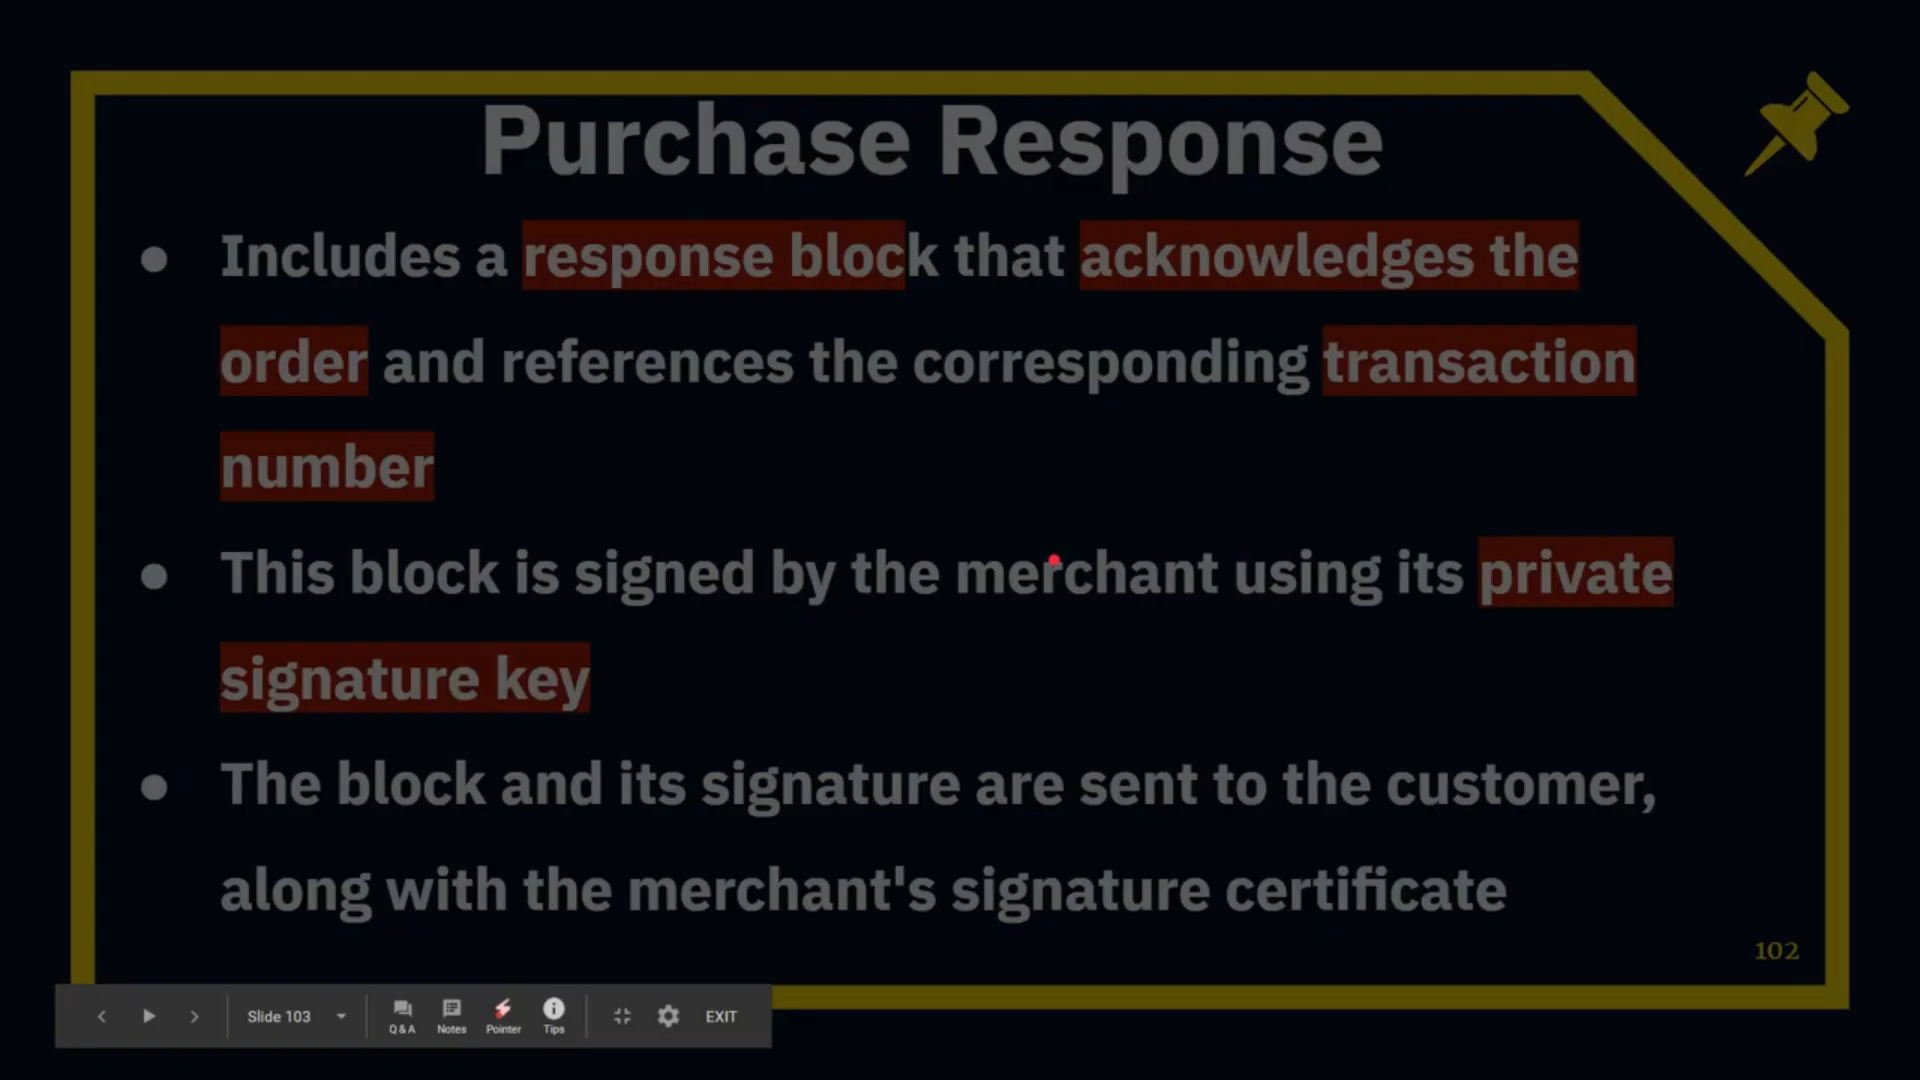 Purchase Response
● Includes a response block that acknowledges the
order and references the corresponding transaction
number
● This block is signed by the merchant using its private
signature key
● The block and its signature are sent to the customer,
along with the merchant's signature certificate
102
Slide 103
Q & A Notes Pointer Tips EXIT